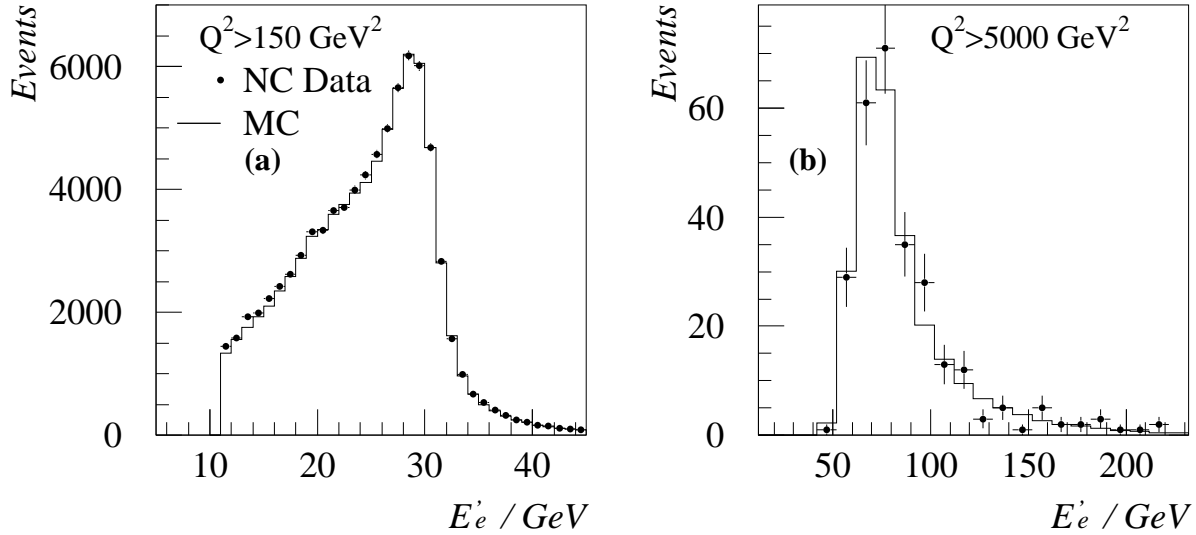 Events
Q²>150 GeV²
NC Data
MC
(a)
6000
4000
2000
0
10 20 30 40
E'e / GeV
Events
Q²>5000 GeV²
(b)
60
40
20
0
50 100 150 200
E'e / GeV